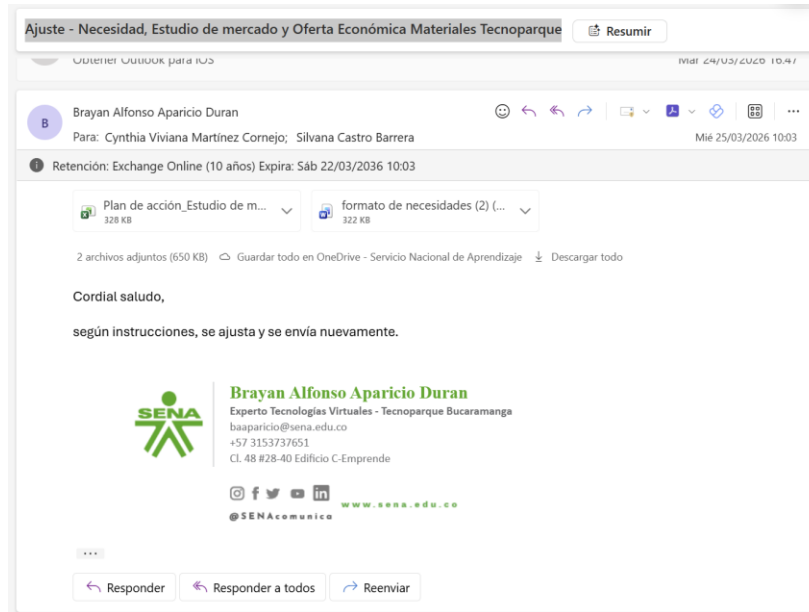 Ajuste - Necesidad, Estudio de mercado y Oferta Económica Materiales Tecnoparque Resumir
Obtener Outlook para iOS Mar 24/03/2026 16:47
B Brayan Alfonso Aparicio Duran
Para: Cynthia Viviana Martínez Cornejo; Silvana Castro Barrera Mié 25/03/2026 10:03
Retención: Exchange Online (10 años) Expira: Sáb 22/03/2036 10:03
Plan de acción_Estudio de m... formato de necesidades (2) (...
328 KB 322 KB
2 archivos adjuntos (650 KB) Guardar todo en OneDrive - Servicio Nacional de Aprendizaje Descargar todo
Cordial saludo,
según instrucciones, se ajusta y se envía nuevamente.
SENA
Brayan Alfonso Aparicio Duran
Experto Tecnologías Virtuales - Tecnoparque Bucaramanga
baaparicio@sena.edu.co
+57 3153737651
Cl. 48 #28-40 Edificio C-Emprende
@SENAcomunica www.sena.edu.co
Responder Responder a todos Reenviar